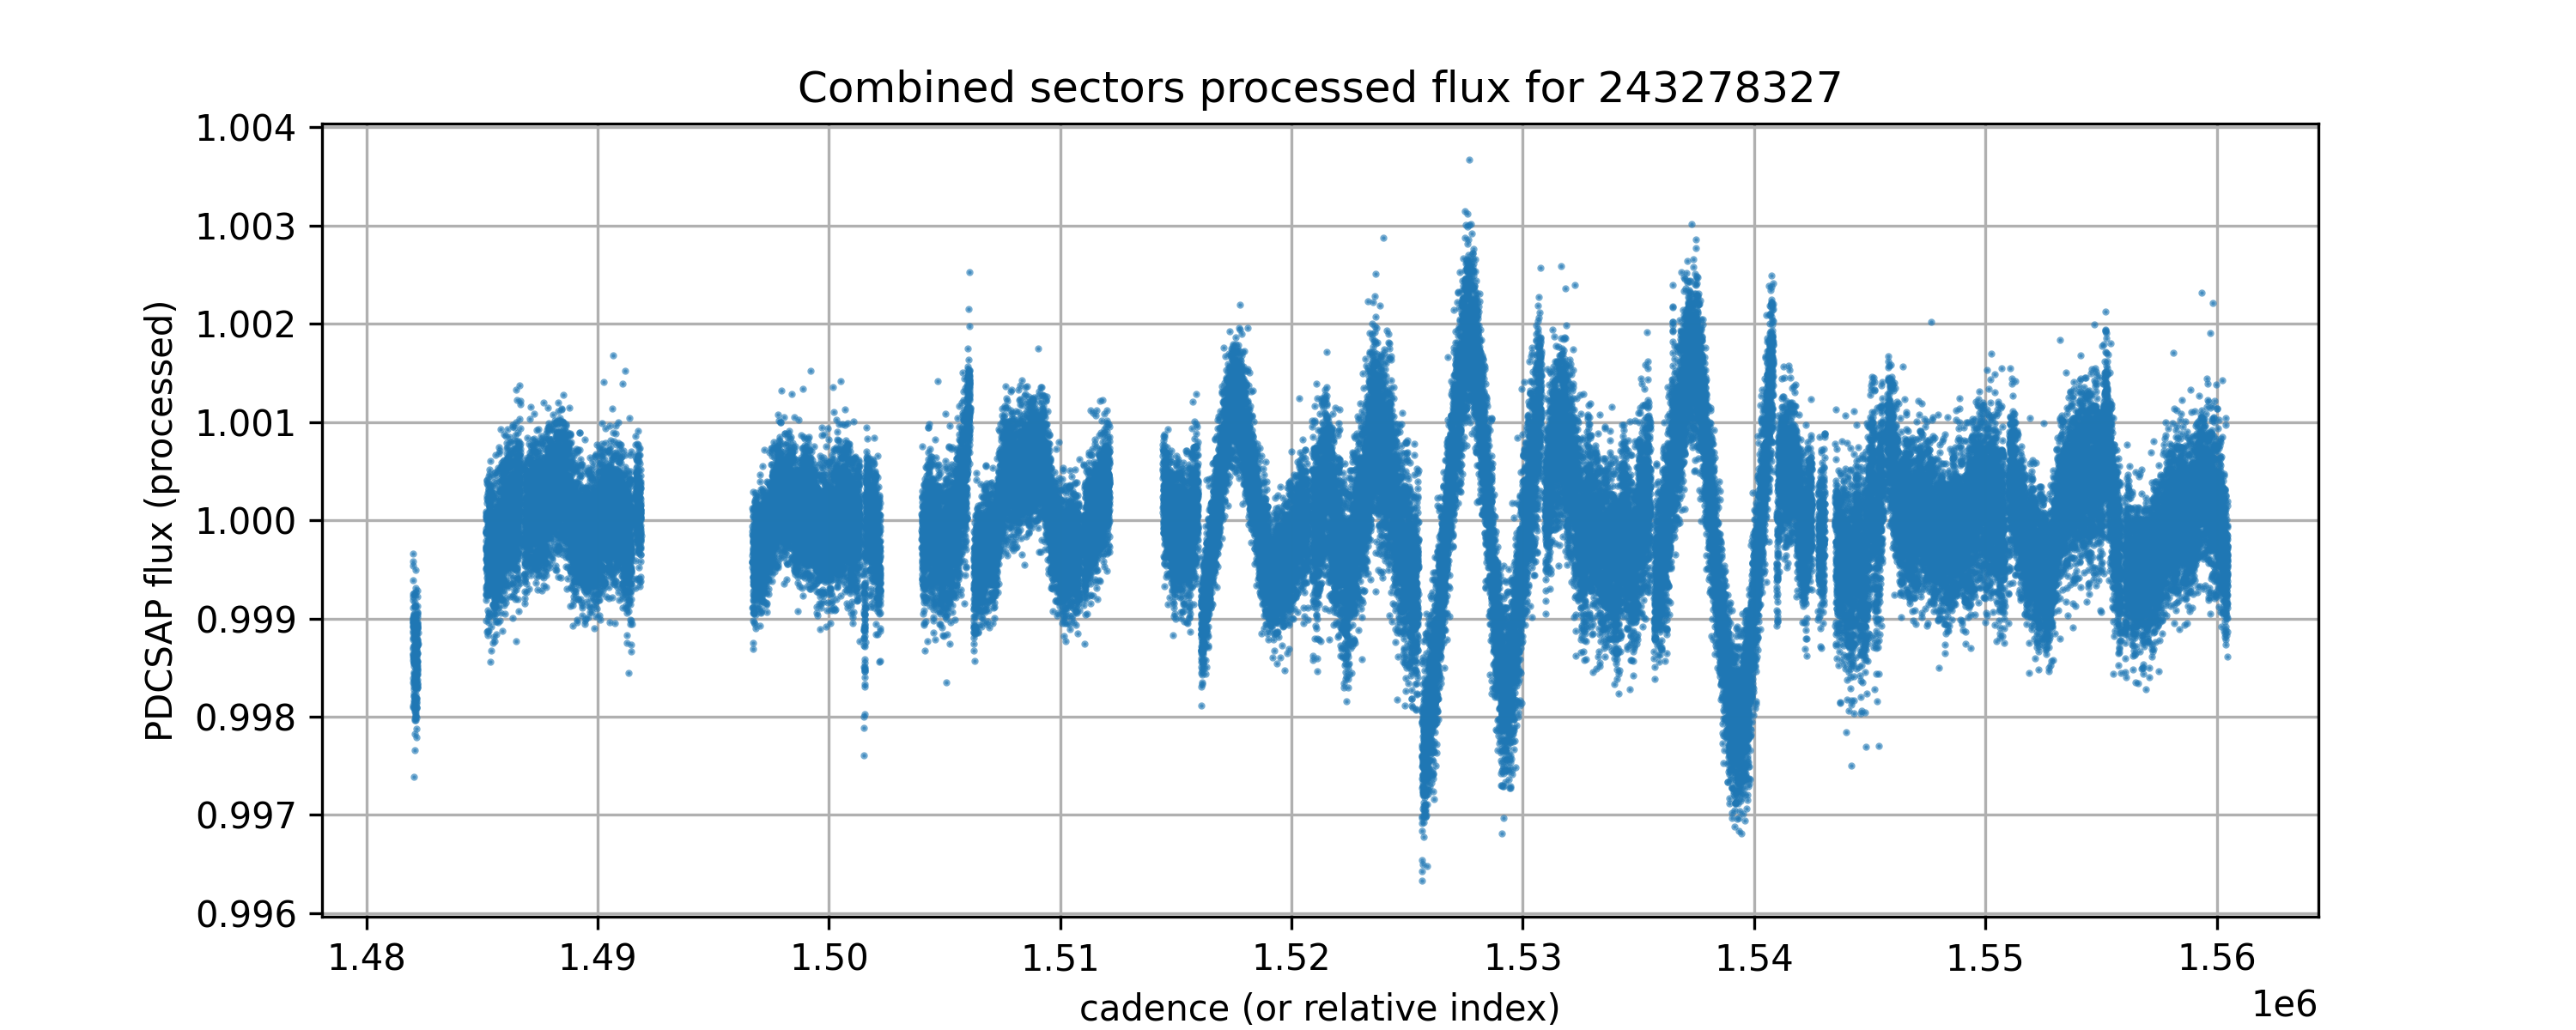 Combined sectors processed flux for 243278327
PDCSAP flux (processed)
1.004
1.003
1.002
1.001
1.000
0.999
0.998
0.997
0.996
1.48 1.49 1.50 1.51 1.52 1.53 1.54 1.55 1.56
1e6
cadence (or relative index)